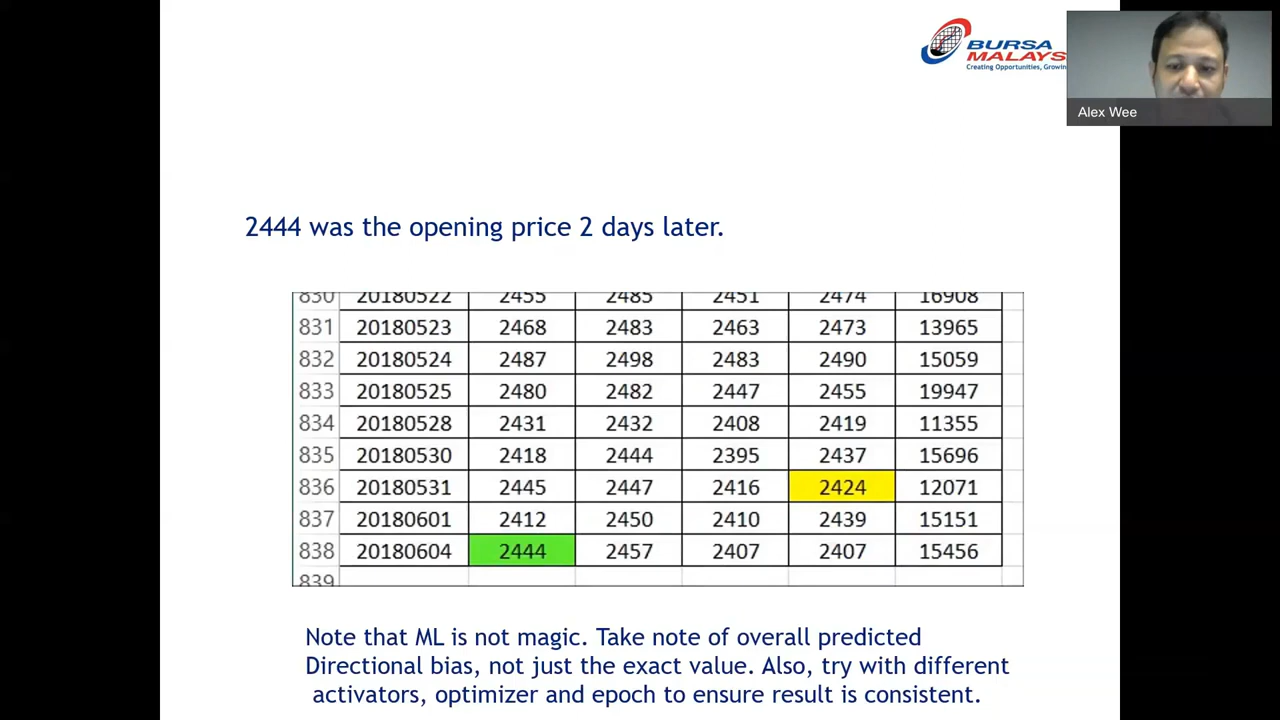 BURSA
MALAYS
Creating Opportunities, Growin
Alex Wee
2444 was the opening price 2 days later.
830 20180522 2455 2485 2451 2474 16908
831 20180523 2468 2483 2463 2473 13965
832 20180524 2487 2498 2483 2490 15059
833 20180525 2480 2482 2447 2455 19947
834 20180528 2431 2432 2408 2419 11355
835 20180530 2418 2444 2395 2437 15696
836 20180531 2445 2447 2416 2424 12071
837 20180601 2412 2450 2410 2439 15151
838 20180604 2444 2457 2407 2407 15456
839
Note that ML is not magic. Take note of overall predicted
Directional bias, not just the exact value. Also, try with different
activators, optimizer and epoch to ensure result is consistent.